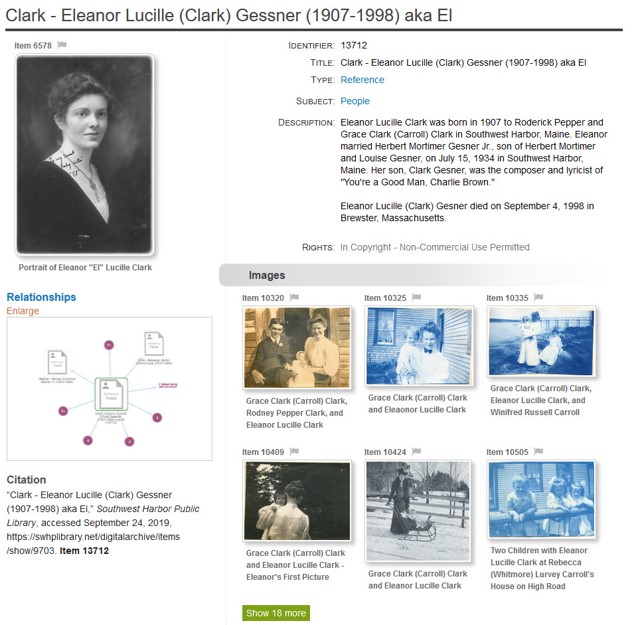 Clark - Eleanor Lucille (Clark) Gessner (1907-1998) aka El
Item 6578
Portrait of Eleanor "El" Lucille Clark
Relationships
Enlarge
Citation
“Clark - Eleanor Lucille (Clark) Gessner
(1907-1998) aka El,” Southwest Harbor Public
Library, accessed September 24, 2019,
https://swhplibrary.net/digitalarchive/items
/show/9703. Item 13712
IDENTIFIER: 13712
TITLE: Clark - Eleanor Lucille (Clark) Gessner (1907-1998) aka El
TYPE: Reference
SUBJECT: People
DESCRIPTION: Eleanor Lucille Clark was born in 1907 to Roderick Pepper and
Grace Clark (Carroll) Clark in Southwest Harbor, Maine. Eleanor
married Herbert Mortimer Gesner Jr., son of Herbert Mortimer
and Louise Gesner, on July 15, 1934 in Southwest Harbor,
Maine. Her son, Clark Gesner, was the composer and lyricist of
"You're a Good Man, Charlie Brown."
Eleanor Lucille (Clark) Gesner died on September 4, 1998 in
Brewster, Massachusetts.
RIGHTS: In Copyright - Non-Commercial Use Permitted
Images
Item 10320
Grace Clark (Carroll) Clark,
Rodney Pepper Clark, and
Eleanor Lucille Clark
Item 10325
Grace Clark (Carroll) Clark
and Eleaonor Lucille Clark
Item 10335
Grace Clark (Carroll) Clark,
Eleanor Lucille Clark, and
Winifred Russell Carroll
Item 10409
Grace Clark (Carroll) Clark
and Eleanor Lucille Clark -
Eleanor's First Picture
Item 10424
Grace Clark (Carroll) Clark
and Eleanor Lucille Clark
Item 10505
Two Children with Eleanor
Lucille Clark at Rebecca
(Whitmore) Lurvey Carroll's
House on High Road
Show 18 more